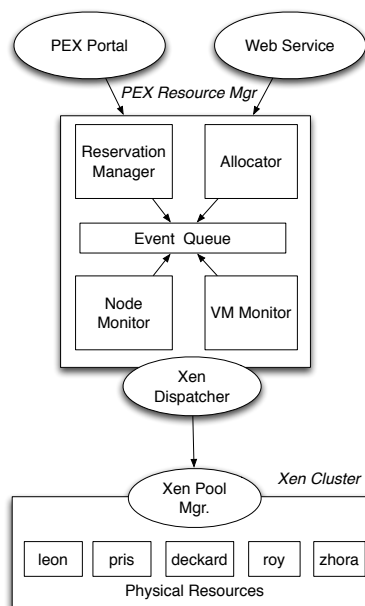 PEX Portal
Web Service
PEX Resource Mgr
Reservation
Manager
Allocator
Event Queue
Node
Monitor
VM Monitor
Xen
Dispatcher
Xen Cluster
Xen Pool
Mgr.
leon
pris
deckard
roy
zhora
Physical Resources